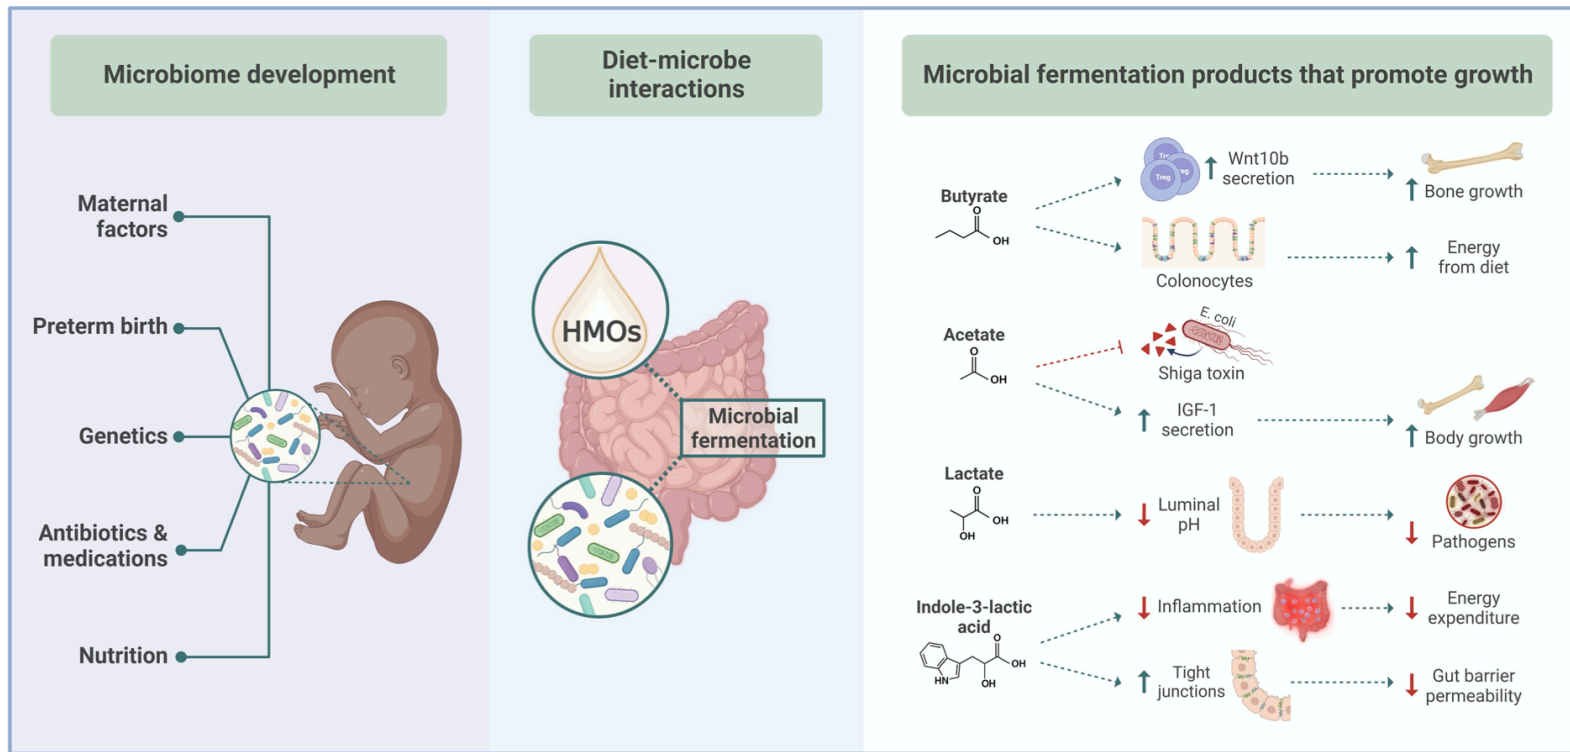 Microbiome development
Maternal
factors
Preterm birth
Genetics
Antibiotics &
medications
Nutrition
Diet-microbe
interactions
HMOs
Microbial
fermentation
Microbial fermentation products that promote growth
Butyrate
O
OH
Treg
Treg
Wnt10b
secretion
Bone growth
Colonocytes
Energy
from diet
Acetate
O
OH
E. coli
Shiga toxin
IGF-1
secretion
Body growth
Lactate
O
OH
OH
Luminal
pH
Pathogens
Indole-3-lactic
acid
O
OH
OH
HN
Inflammation
Energy
expenditure
Tight
junctions
Gut barrier
permeability